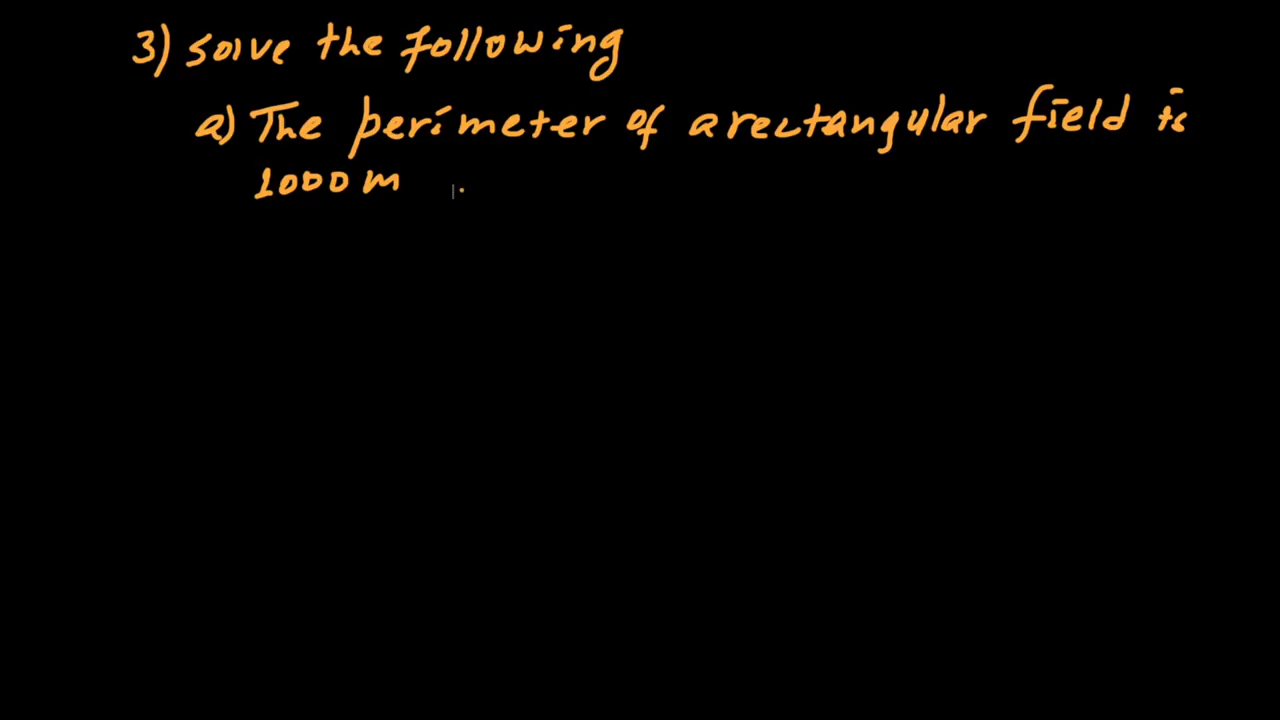 3) solve the following
a) The perimeter of a rectangular field is
1000 m .